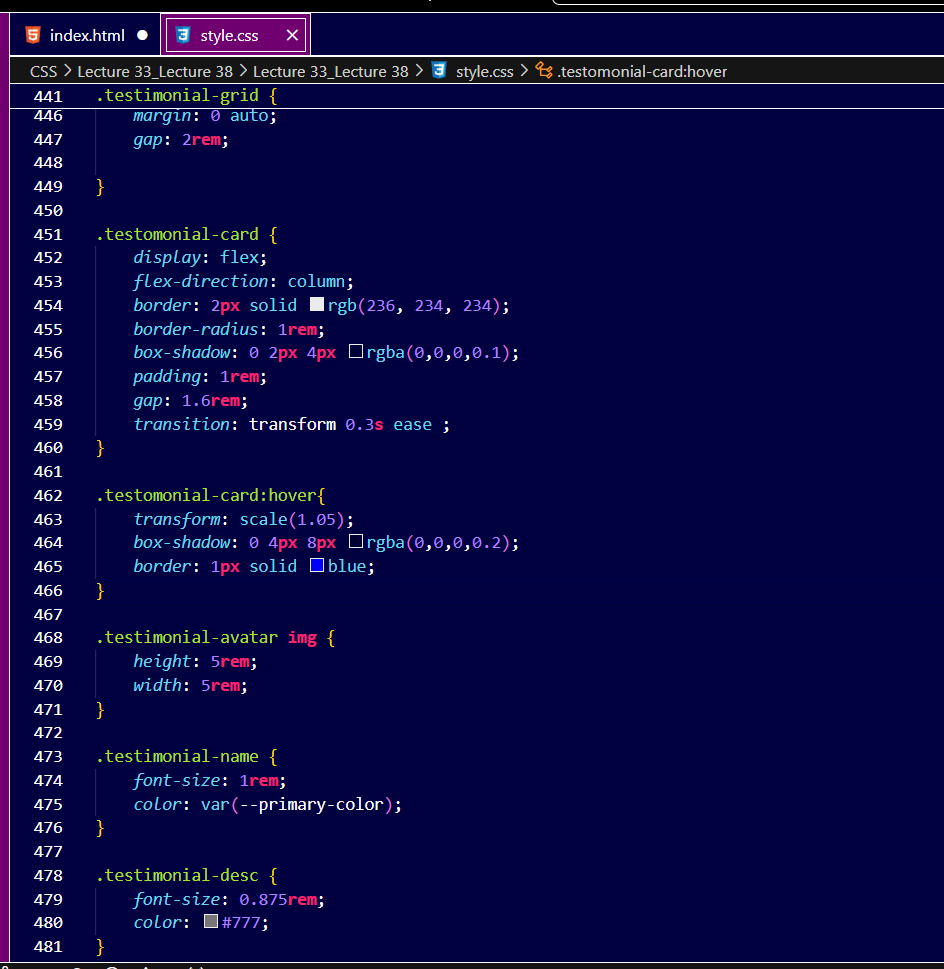 index.html
style.css
CSS > Lecture 33_Lecture 38 > Lecture 33_Lecture 38 > style.css > .testomonial-card:hover
441 .testimonial-grid {
446 margin: 0 auto;
447 gap: 2rem;
448
449 }
450
451 .testomonial-card {
452 display: flex;
453 flex-direction: column;
454 border: 2px solid rgb(236, 234, 234);
455 border-radius: 1rem;
456 box-shadow: 0 2px 4px rgba(0,0,0,0.1);
457 padding: 1rem;
458 gap: 1.6rem;
459 transition: transform 0.3s ease ;
460 }
461
462 .testomonial-card:hover{
463 transform: scale(1.05);
464 box-shadow: 0 4px 8px rgba(0,0,0,0.2);
465 border: 1px solid blue;
466 }
467
468 .testimonial-avatar img {
469 height: 5rem;
470 width: 5rem;
471 }
472
473 .testimonial-name {
474 font-size: 1rem;
475 color: var(--primary-color);
476 }
477
478 .testimonial-desc {
479 font-size: 0.875rem;
480 color: #777;
481 }